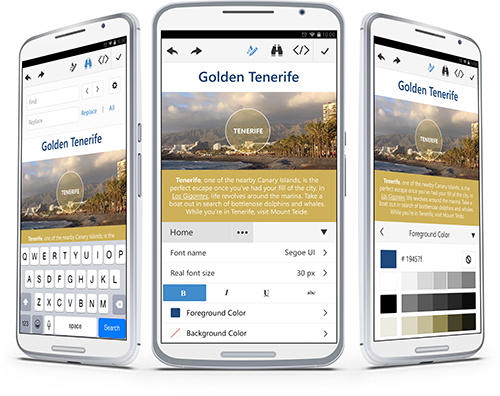 Find
Replace
Replace | All
Golden Tenerife
TENERIFE
Tenerife, one of the nearby Canary Islands, is the
Q W E R T Y U I O P
A S D F G H J K L
Z X C V B N M
123
space
Search
10:00
Golden Tenerife
TENERIFE
Tenerife, one of the nearby Canary Islands, is the
perfect escape once you've had your fill of the city. In
Los Gigantes, life revolves around the marina. Take a
boat out in search of bottlenose dolphins and whales.
While you're in Tenerife, visit Mount Teide.
Home
Font name Segoe UI
Real font size 30 px
B I U abc
Foreground Color
Background Color
10:00
Golden Tenerife
TENERIFE
Tenerife, one of the nearby Canary Islands, is the
perfect escape once you've had your fill of the city. In
Los Gigantes, life revolves around the marina. Take a
boat out in search of bottlenose dolphins and whales.
While you're in Tenerife, visit Mount Teide.
Foreground Color
# 19457f